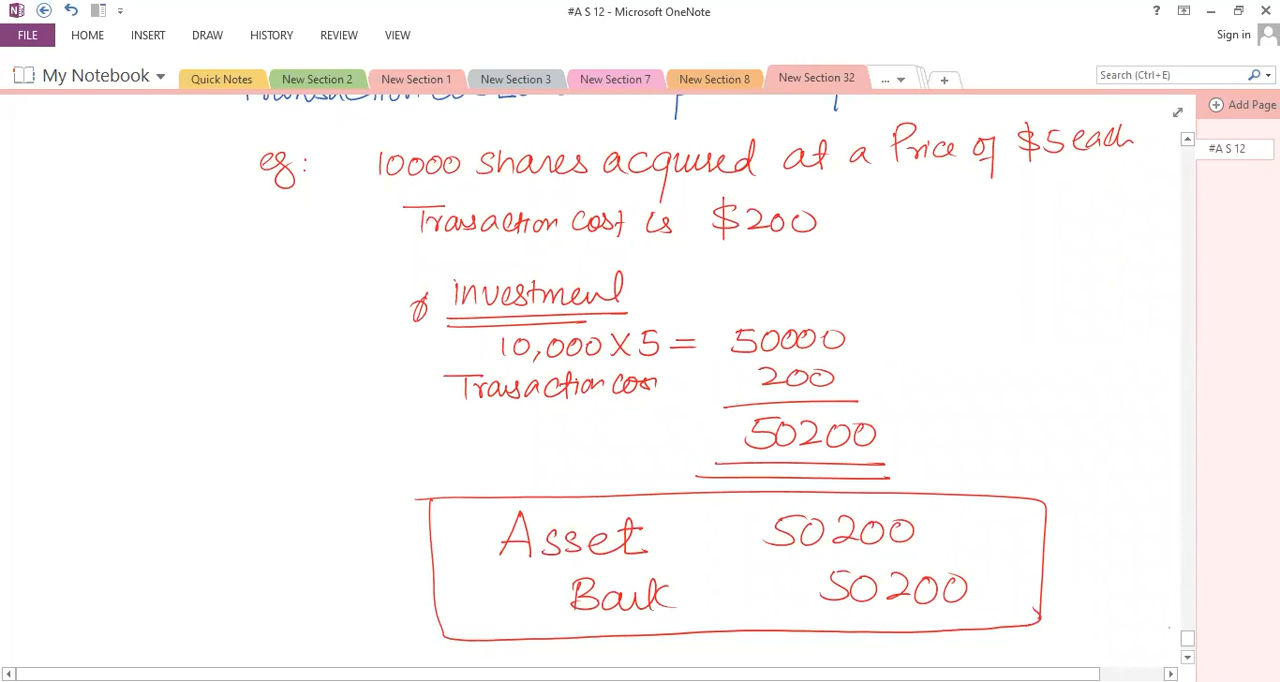 #A S 12 - Microsoft OneNote
FILE HOME INSERT DRAW HISTORY REVIEW VIEW
Sign in
My Notebook Quick Notes New Section 2 New Section 1 New Section 3 New Section 7 New Section 8 New Section 32 ...
Search (Ctrl+E)
Add Page
#A S 12
eg: 10000 shares acquired at a Price of $5 each
Trasaction cost is $200
investment
10,000 X 5 = 50000
Trasaction cos 200
50200
Asset 50200
Bank 50200